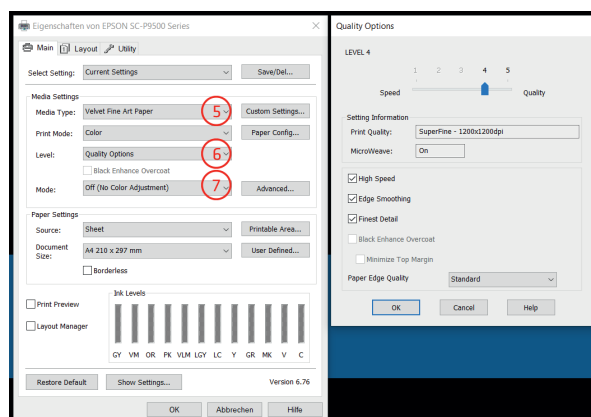 Eigenschaften von EPSON SC-P9500 Series
Main Layout Utility
Select Setting: Current Settings Save/Del...
Media Settings
Media Type: Velvet Fine Art Paper 5 Custom Settings...
Print Mode: Color Paper Config...
Level: Quality Options 6
Black Enhance Overcoat
Mode: Off (No Color Adjustment) 7 Advanced...
Paper Settings
Source: Sheet Printable Area...
Document Size: A4 210 x 297 mm User Defined...
Borderless
Print Preview
Layout Manager
Ink Levels
GY VM OR PK VLM LGY LC Y GR MK V C
Restore Default Show Settings... Version 6.76
OK Abbrechen Hilfe
Quality Options
LEVEL 4
1 2 3 4 5
Speed Quality
Setting Information
Print Quality: SuperFine - 1200x1200dpi
MicroWeave: On
High Speed
Edge Smoothing
Finest Detail
Black Enhance Overcoat
Minimize Top Margin
Paper Edge Quality Standard
OK Cancel Help